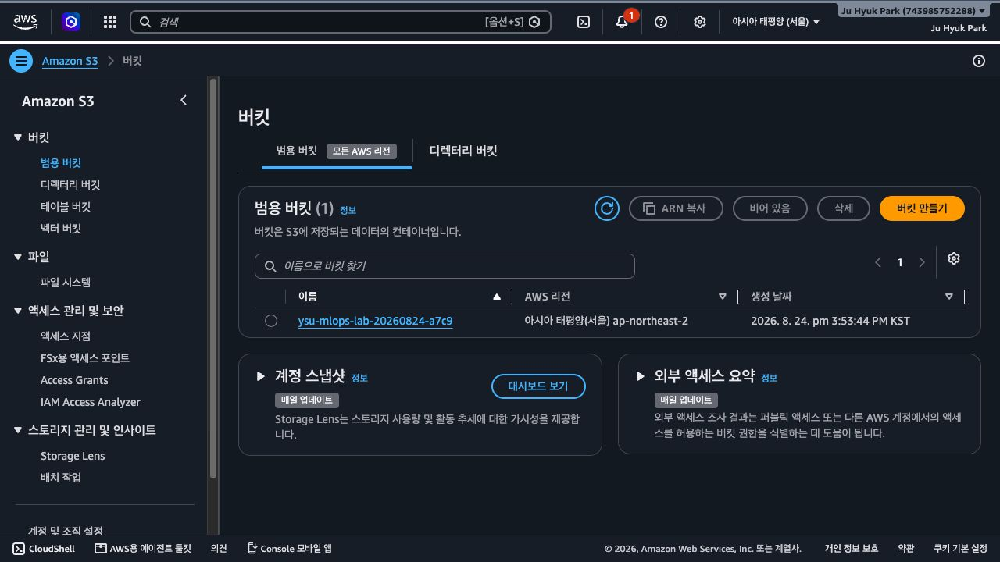 aws
검색
[옵션+S]
1
아시아 태평양 (서울)
Ju Hyuk Park (743985752288)
Ju Hyuk Park
Amazon S3
버킷
Amazon S3
버킷
범용 버킷
디렉터리 버킷
테이블 버킷
벡터 버킷
파일
파일 시스템
액세스 관리 및 보안
액세스 지점
FSx용 액세스 포인트
Access Grants
IAM Access Analyzer
스토리지 관리 및 인사이트
Storage Lens
배치 작업
계정 및 조직 설정
버킷
범용 버킷 모든 AWS 리전
디렉터리 버킷
범용 버킷 (1) 정보
ARN 복사
비어 있음
삭제
버킷 만들기
버킷은 S3에 저장되는 데이터의 컨테이너입니다.
이름으로 버킷 찾기
1
이름 AWS 리전 생성 날짜
ysu-mlops-lab-20260824-a7c9 아시아 태평양(서울) ap-northeast-2 2026. 8. 24. pm 3:53:44 PM KST
계정 스냅샷 정보
매일 업데이트
대시보드 보기
Storage Lens는 스토리지 사용량 및 활동 추세에 대한 가시성을 제공합
니다.
외부 액세스 요약 정보
매일 업데이트
외부 액세스 조사 결과는 퍼블릭 액세스 또는 다른 AWS 계정에서의 액세
스를 허용하는 버킷 권한을 식별하는 데 도움이 됩니다.
CloudShell
AWS용 에이전트 툴킷
의견
Console 모바일 앱
© 2026, Amazon Web Services, Inc. 또는 계열사.
개인 정보 보호
약관
쿠키 기본 설정